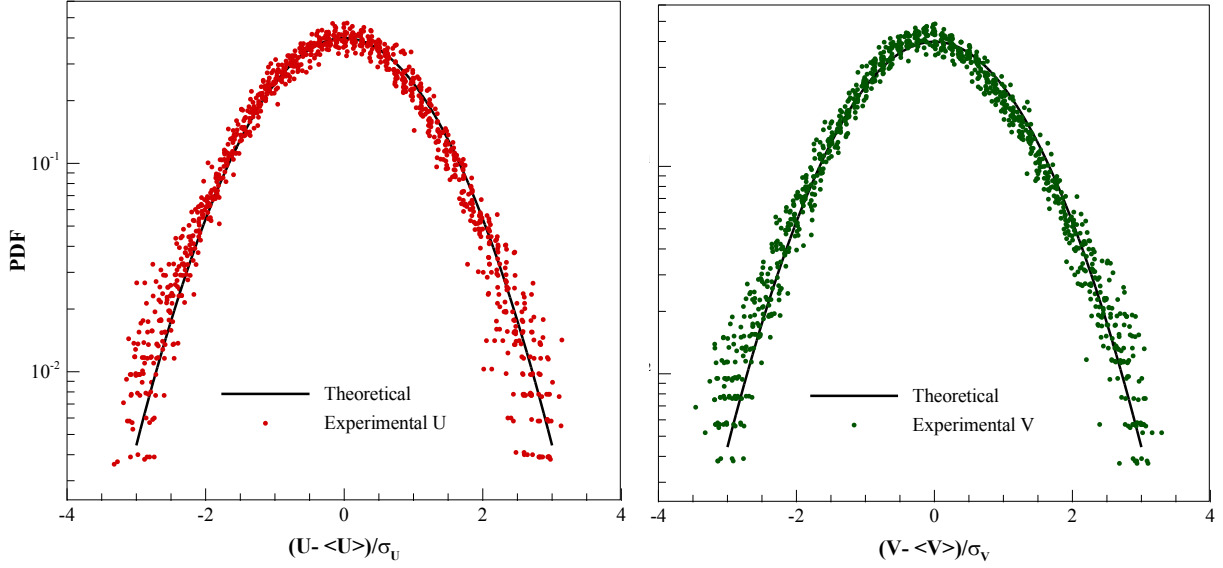 10⁻¹
10⁻²
PDF
Theoretical
Experimental U
-4 -2 0 2 4
(U- <U>)/σ_U
Theoretical
Experimental V
-4 -2 0 2 4
(V- <V>)/σ_V